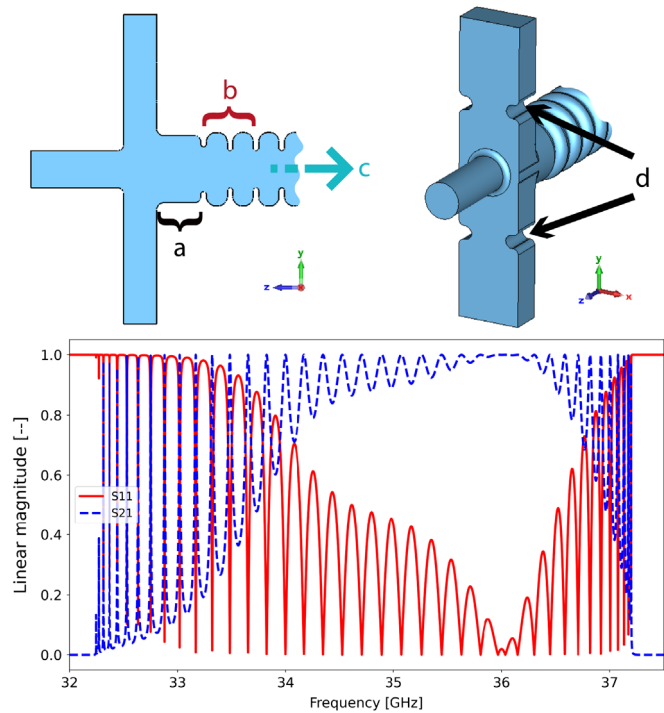 b
c
a
d
y
z
x
y
z
x
Linear magnitude [--]
1.0
0.8
0.6
0.4
0.2
0.0
S11
S21
32
33
34
35
36
37
Frequency [GHz]